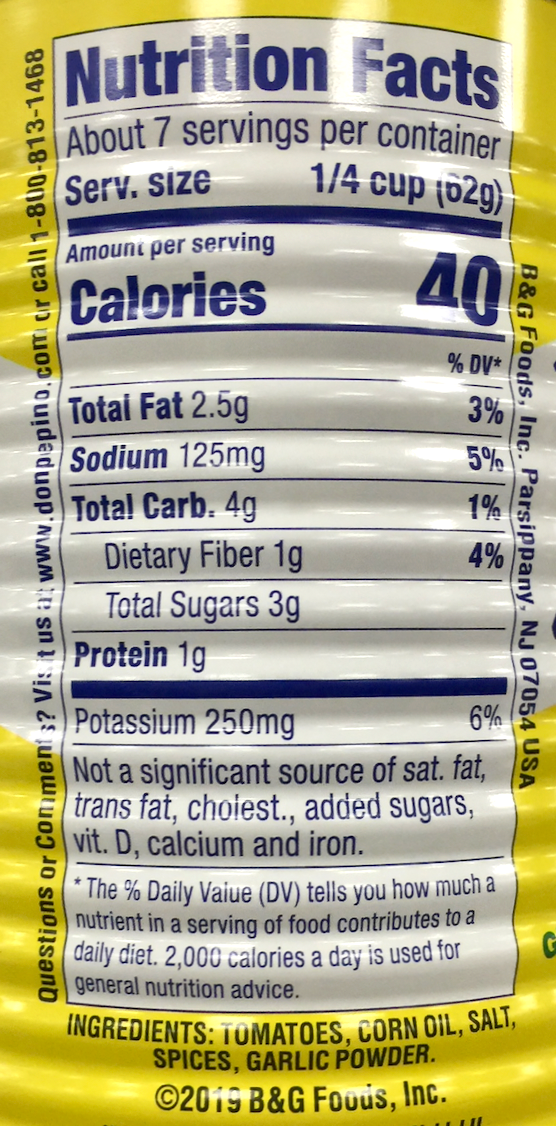 Nutrition Facts
About 7 servings per container
Serv. size 1/4 cup (62g)
Amount per serving
Calories 40
% DV*
Total Fat 2.5g 3%
Sodium 125mg 5%
Total Carb. 4g 1%
Dietary Fiber 1g 4%
Total Sugars 3g
Protein 1g
Potassium 250mg 6%
Not a significant source of sat. fat,
trans fat, cholest., added sugars,
vit. D, calcium and iron.
* The % Daily Value (DV) tells you how much a
nutrient in a serving of food contributes to a
daily diet. 2,000 calories a day is used for
general nutrition advice.
INGREDIENTS: TOMATOES, CORN OIL, SALT,
SPICES, GARLIC POWDER.
©2019 B&G Foods, Inc.
Questions or Comments? Visit us at www.donpepino.com or call 1-800-813-1468
B&G Foods, Inc. Parsippany, NJ 07054 USA
G